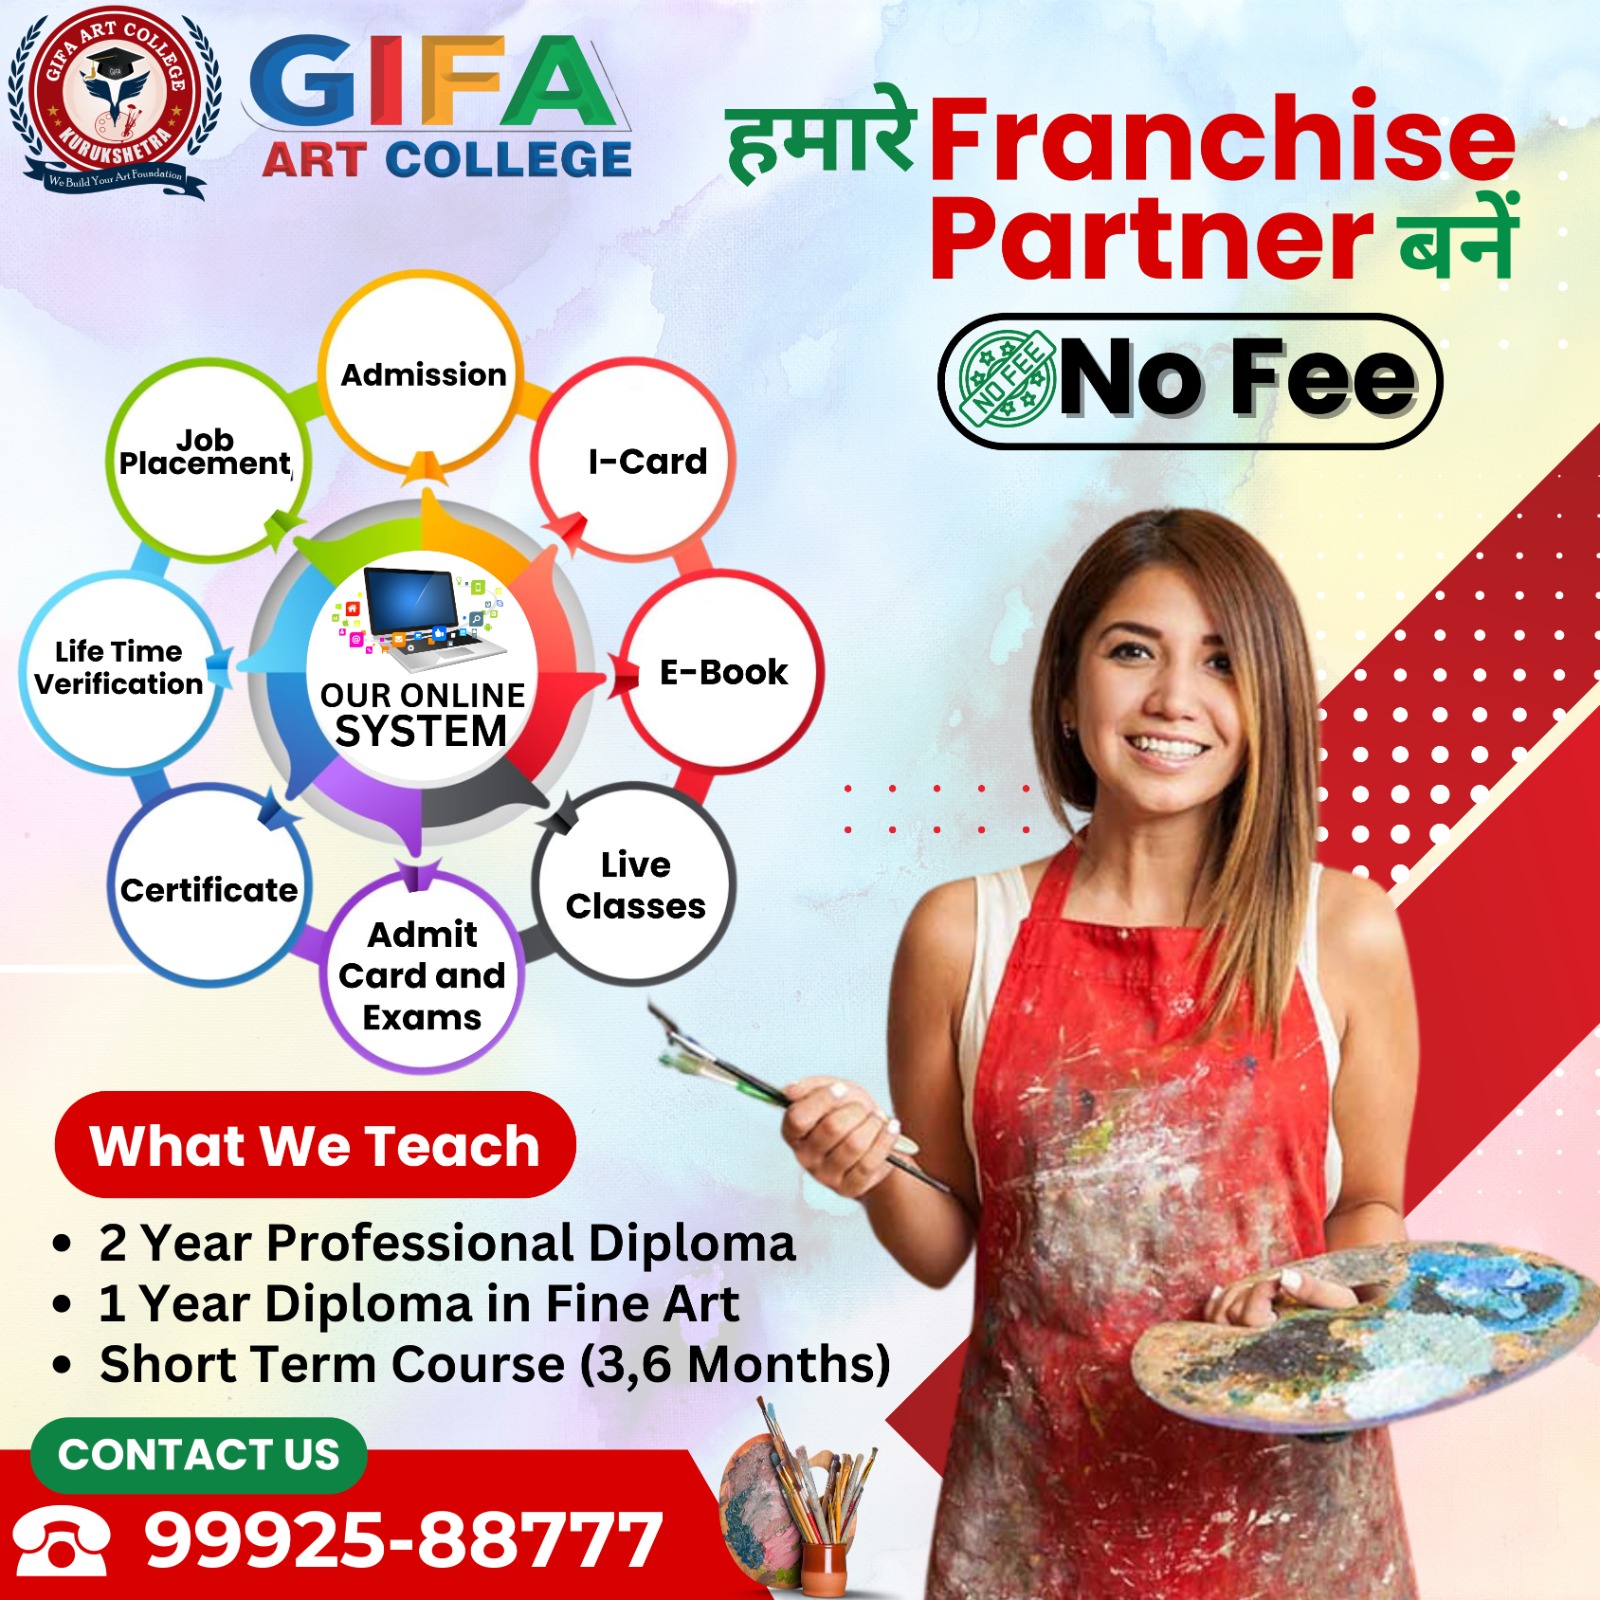 GIFA ART COLLEGE
KURUKSHETRA
We Build Your Art Foundation
GIFA
ART COLLEGE
हमारे Franchise
Partner बनें
NO FEE
No Fee
Admission
I-Card
E-Book
Live
Classes
Admit
Card and
Exams
Certificate
Life Time
Verification
Job
Placement,
OUR ONLINE
SYSTEM
What We Teach
• 2 Year Professional Diploma
• 1 Year Diploma in Fine Art
• Short Term Course (3,6 Months)
CONTACT US
99925-88777